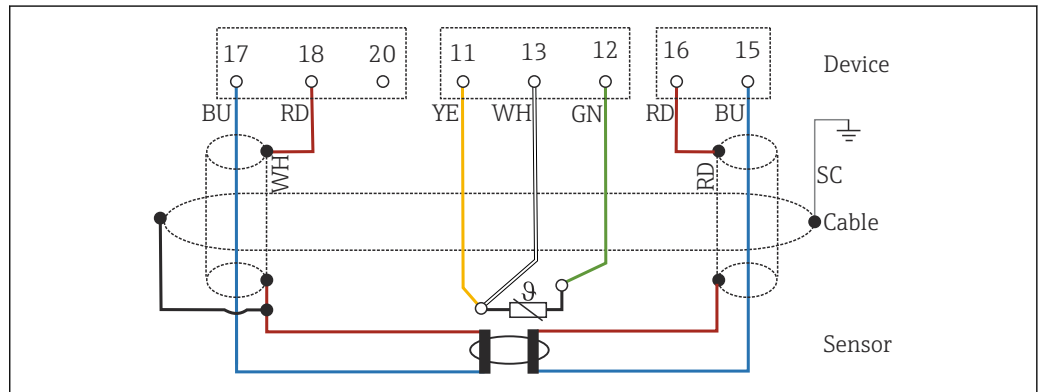 17 18 20 11 13 12 16 15
Device
BU RD YE WH GN RD BU
WH
RD
SC
Cable
ϑ
Sensor